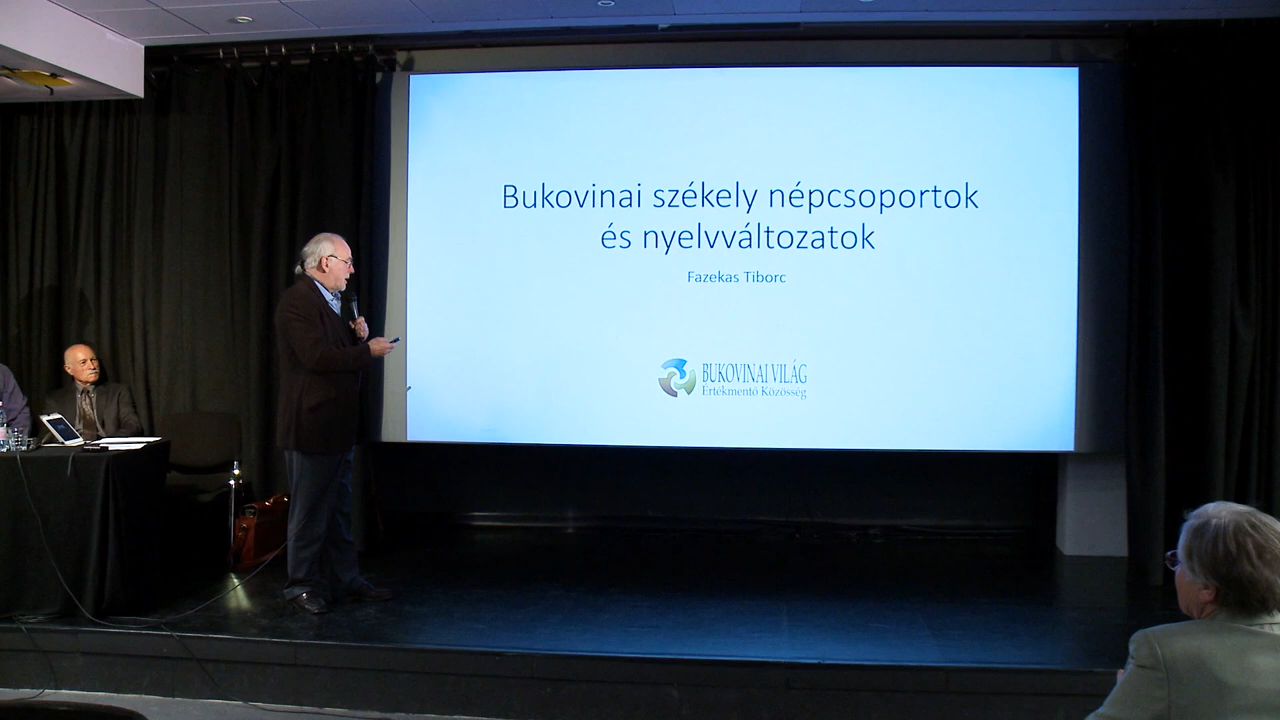 Bukovinai székely népcsoportok
és nyelvváltozatok
Fazekas Tiborc
BUKOVINAI VILÁG
Értékmentő Közösség